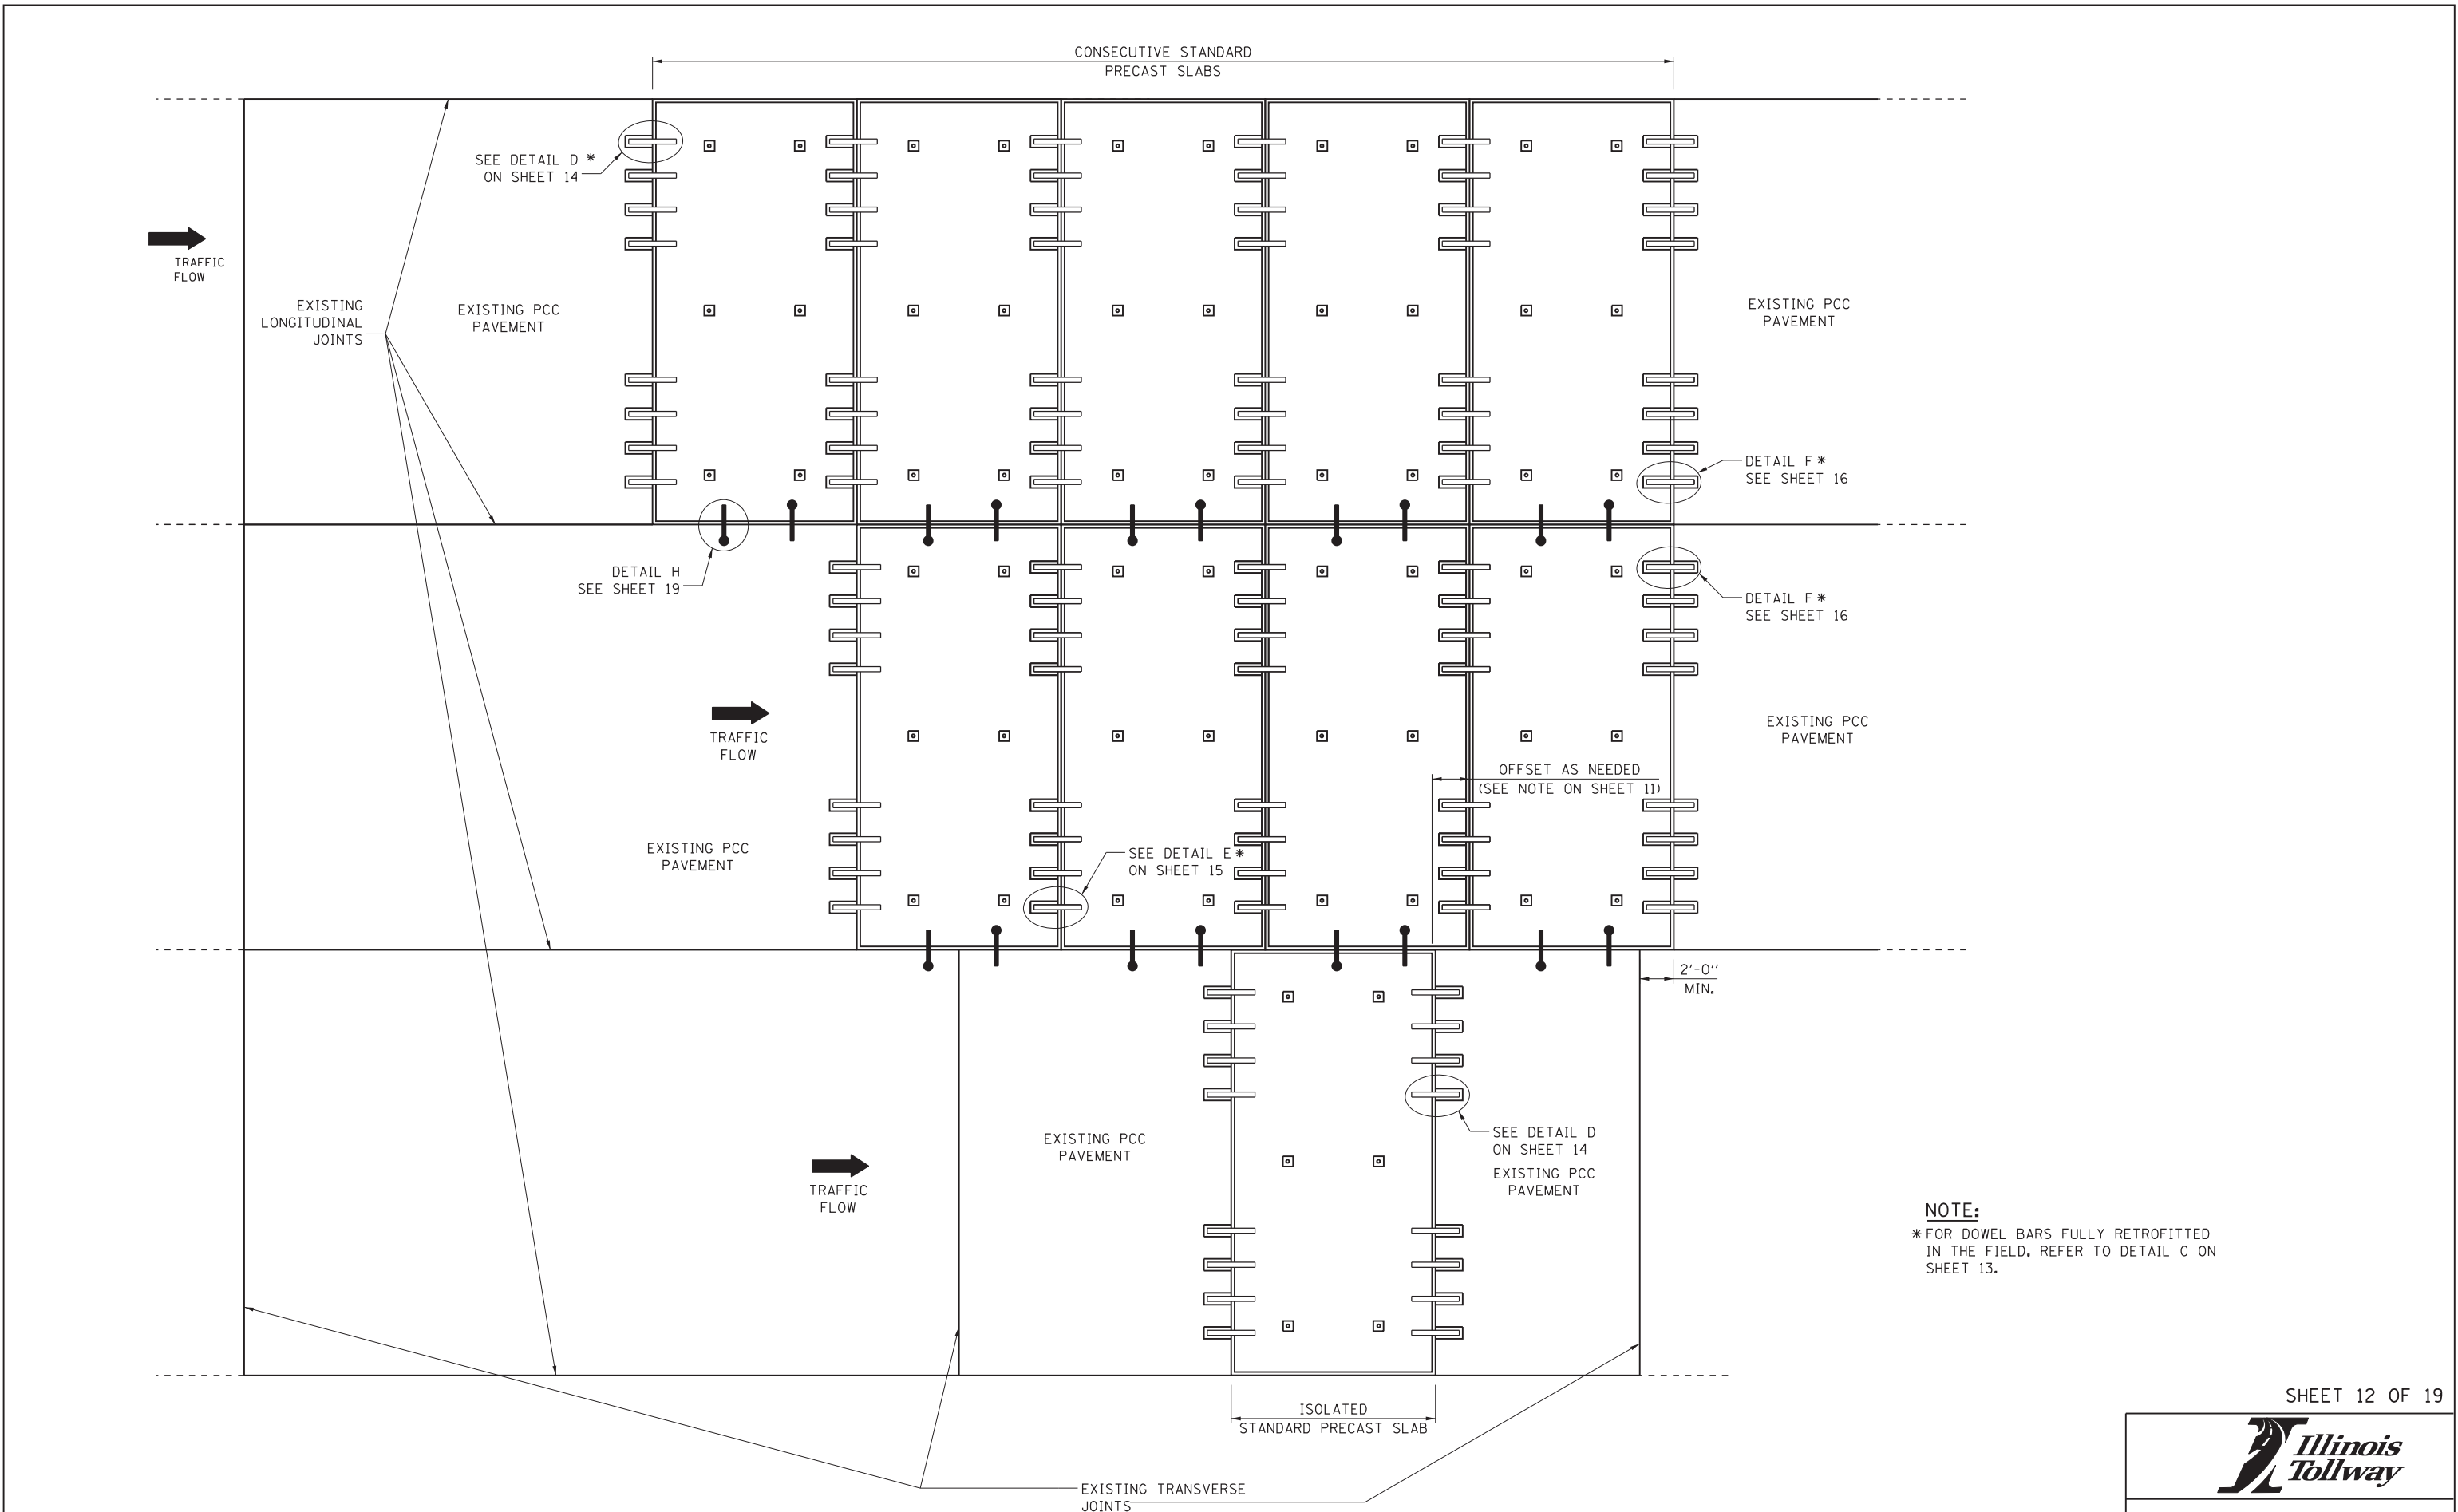 CONSECUTIVE STANDARD
PRECAST SLABS
SEE DETAIL D *
ON SHEET 14
TRAFFIC
FLOW
EXISTING
LONGITUDINAL
JOINTS
EXISTING PCC
PAVEMENT
EXISTING PCC
PAVEMENT
DETAIL F *
SEE SHEET 16
DETAIL H
SEE SHEET 19
DETAIL F *
SEE SHEET 16
TRAFFIC
FLOW
EXISTING PCC
PAVEMENT
OFFSET AS NEEDED
(SEE NOTE ON SHEET 11)
EXISTING PCC
PAVEMENT
SEE DETAIL E *
ON SHEET 15
2'-0''
MIN.
EXISTING PCC
PAVEMENT
SEE DETAIL D
ON SHEET 14
EXISTING PCC
PAVEMENT
TRAFFIC
FLOW
NOTE:
* FOR DOWEL BARS FULLY RETROFITTED
IN THE FIELD, REFER TO DETAIL C ON
SHEET 13.
ISOLATED
STANDARD PRECAST SLAB
EXISTING TRANSVERSE
JOINTS
SHEET 12 OF 19
Illinois
Tollway